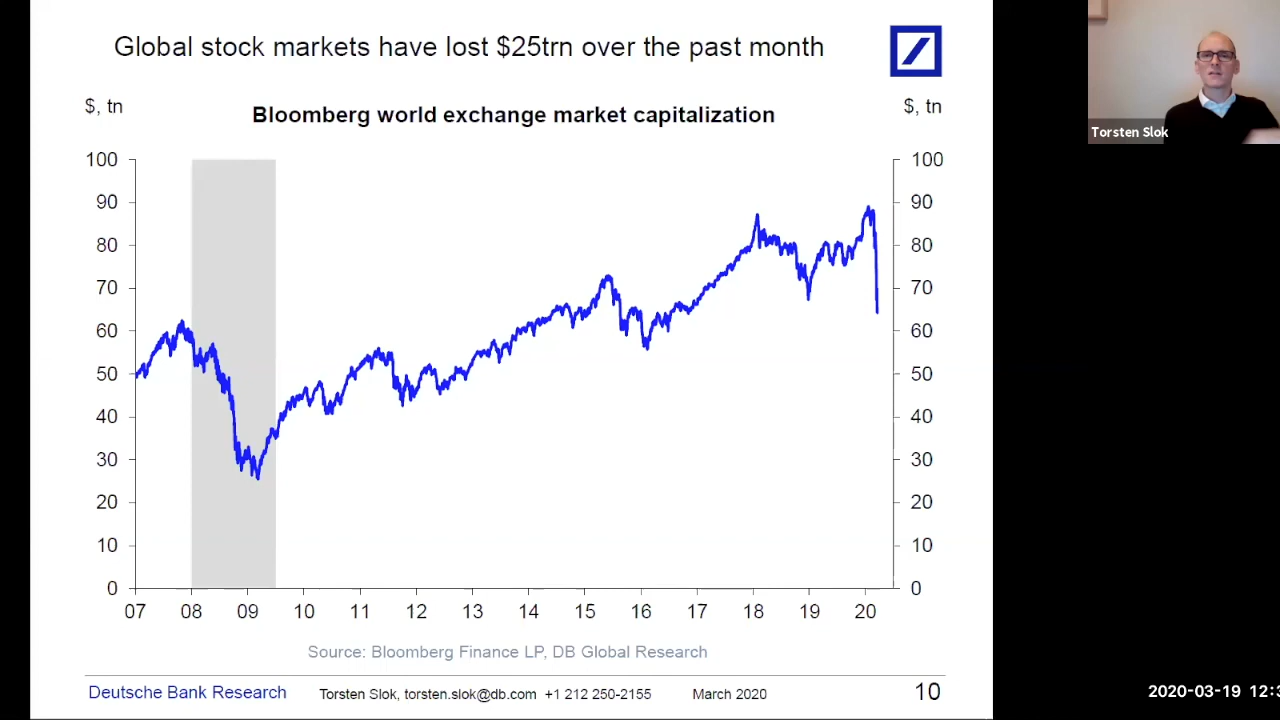 Global stock markets have lost $25trn over the past month
$, tn
$, tn
Bloomberg world exchange market capitalization
Torsten Slok
100
100
90
90
80
80
70
70
60
60
50
50
40
40
30
30
20
20
10
10
0
0
07 08 09 10 11 12 13 14 15 16 17 18 19 20
Source: Bloomberg Finance LP, DB Global Research
Deutsche Bank Research Torsten Slok, torsten.slok@db.com +1 212 250-2155 March 2020 10
2020-03-19 12:3